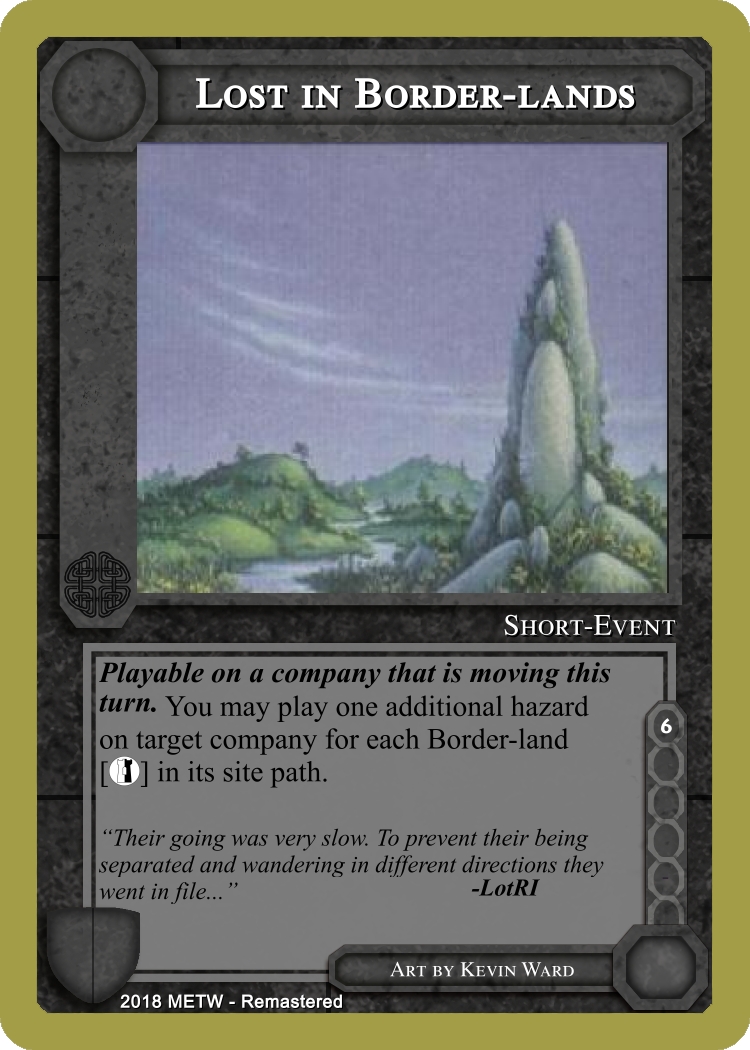 Lost in Border-lands
Short-Event
Playable on a company that is moving this
turn. You may play one additional hazard
on target company for each Border-land
[ ] in its site path.
6
“Their going was very slow. To prevent their being
separated and wandering in different directions they
went in file...” -LotRI
Art by Kevin Ward
2018 METW - Remastered